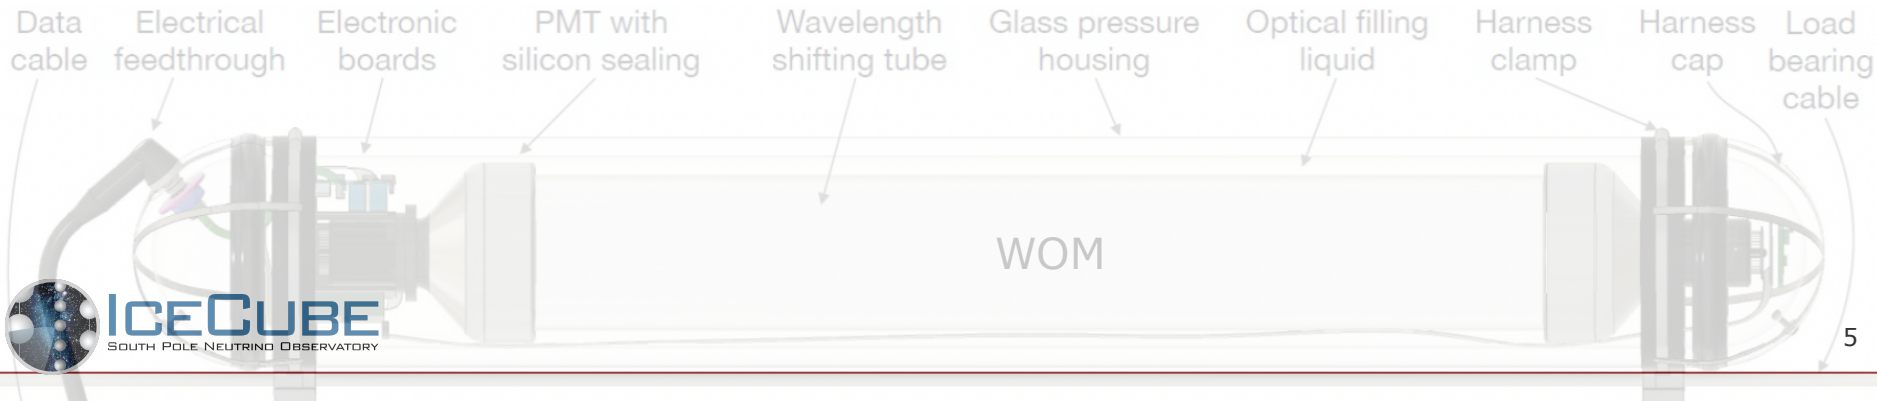 Data
cable
Electrical
feedthrough
Electronic
boards
PMT with
silicon sealing
Wavelength
shifting tube
Glass pressure
housing
Optical filling
liquid
Harness
clamp
Harness
cap
Load
bearing
cable
WOM
ICECUBE
SOUTH POLE NEUTRINO OBSERVATORY
5